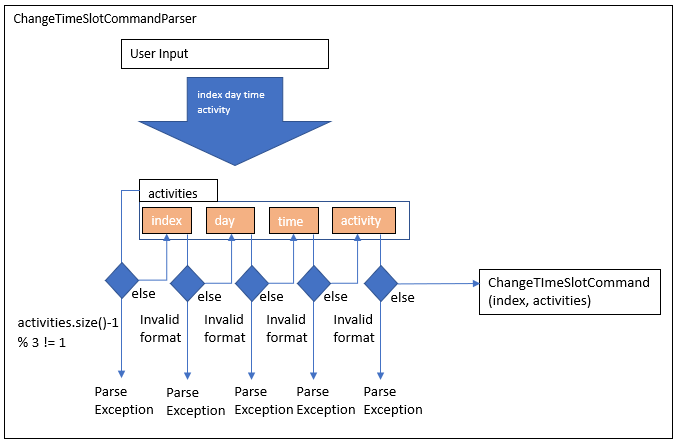 ChangeTimeSlotCommandParser
User Input
index day time
activity
activities
index
day
time
activity
else
else
else
else
else
ChangeTImeSlotCommand
(index, activities)
activities.size()-1
% 3 != 1
Invalid
format
Invalid
format
Invalid
format
Invalid
format
Parse
Exception
Parse
Exception
Parse
Exception
Parse
Exception
Parse
Exception